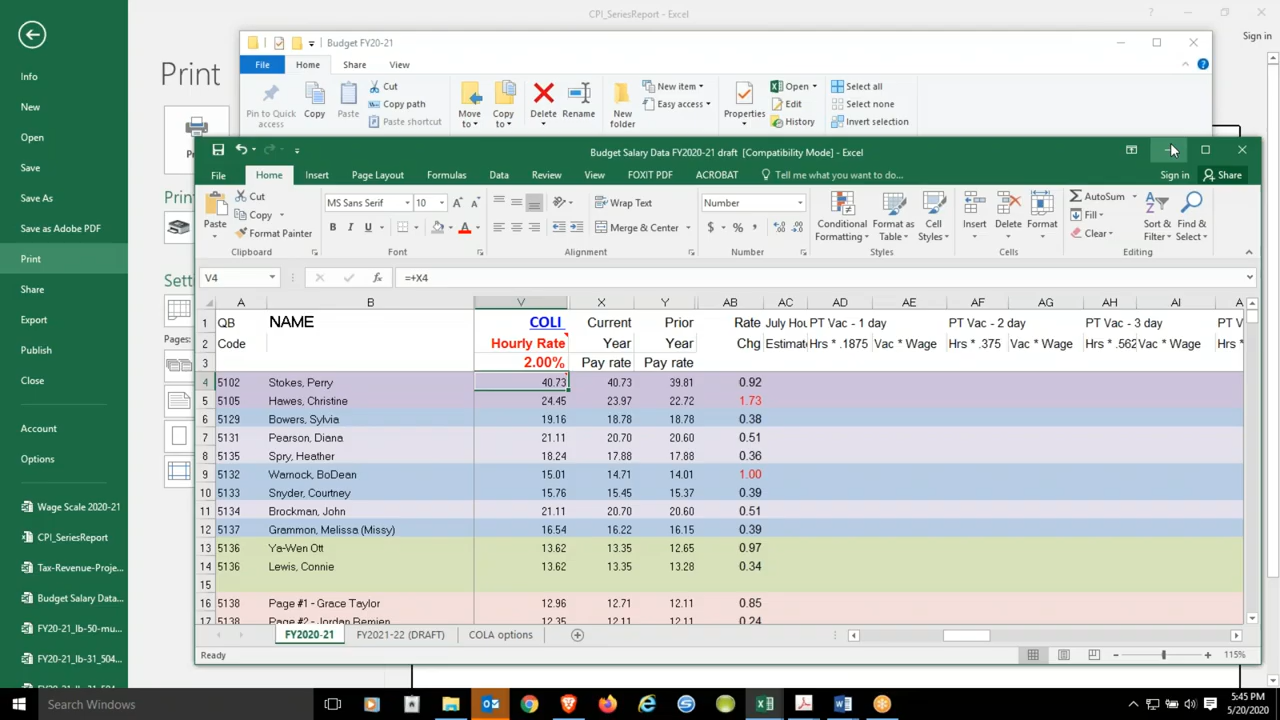 CPI_SeriesReport - Excel
Sign in
Info
New
Open
Save
Save As
Save as Adobe PDF
Print
Share
Export
Publish
Close
Account
Options
Wage Scale 2020-21
CPI_SeriesReport
Tax-Revenue-Proje...
Budget Salary Data...
FY20-21_lb-50-mu...
FY20-21_lb-31_504...
FY20-21_lb-31_504...
Print
Pages:
Budget FY20-21
File Home Share View
Pin to Quick access
Copy
Paste
Cut
Copy path
Paste shortcut
Move to
Copy to
Delete
Rename
New folder
New item
Easy access
Properties
Open
Edit
History
Select all
Select none
Invert selection
Budget Salary Data FY2020-21 draft [Compatibility Mode] - Excel
File Home Insert Page Layout Formulas Data Review View FOXIT PDF ACROBAT Tell me what you want to do... Sign in Share
Paste
Cut
Copy
Format Painter
Clipboard
MS Sans Serif 10
B I U
Font
Wrap Text
Merge & Center
Alignment
Number
$ % ,
Number
Conditional Formatting
Format as Table
Cell Styles
Styles
Insert Delete Format
Cells
AutoSum
Fill
Clear
Sort & Filter
Find & Select
Editing
V4 fx =+X4
A B V X Y AB AC AD AE AF AG AH AI
1 QB NAME COLI Current Prior Rate July Hou PT Vac - 1 day PT Vac - 2 day PT Vac - 3 day
2 Code Hourly Rate Year Year Chg Estimate Hrs * .1875 Vac * Wage Hrs * .375 Vac * Wage Hrs * .562 Vac * Wage
3 2.00% Pay rate Pay rate
4 5102 Stokes, Perry 40.73 40.73 39.81 0.92
5 5105 Hawes, Christine 24.45 23.97 22.72 1.73
6 5129 Bowers, Sylvia 19.16 18.78 18.78 0.38
7 5131 Pearson, Diana 21.11 20.70 20.60 0.51
8 5135 Spry, Heather 18.24 17.88 17.88 0.36
9 5132 Warnock, BoDean 15.01 14.71 14.01 1.00
10 5133 Snyder, Courtney 15.76 15.45 15.37 0.39
11 5134 Brockman, John 21.11 20.70 20.60 0.51
12 5137 Grammon, Melissa (Missy) 16.54 16.22 16.15 0.39
13 5136 Ya-Wen Ott 13.62 13.35 12.65 0.97
14 5136 Lewis, Connie 13.62 13.35 13.28 0.34
15
16 5138 Page #1 - Grace Taylor 12.96 12.71 12.11 0.85
17 5138 Page #2 - Jordan 12.35 12.11 12.11 0.24
FY2020-21 FY2021-22 (DRAFT) COLA options
Ready 115%
Search Windows
5:45 PM
5/20/2020